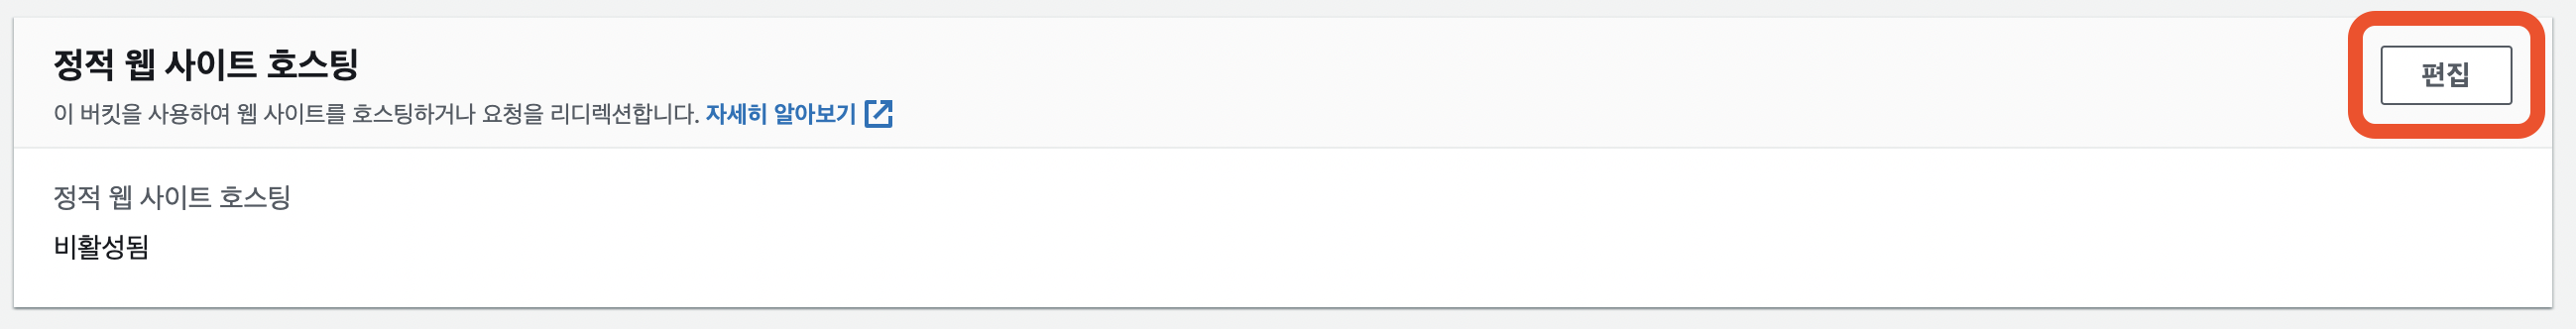 정적 웹 사이트 호스팅
편집
이 버킷을 사용하여 웹 사이트를 호스팅하거나 요청을 리디렉션합니다. 자세히 알아보기
정적 웹 사이트 호스팅
비활성됨